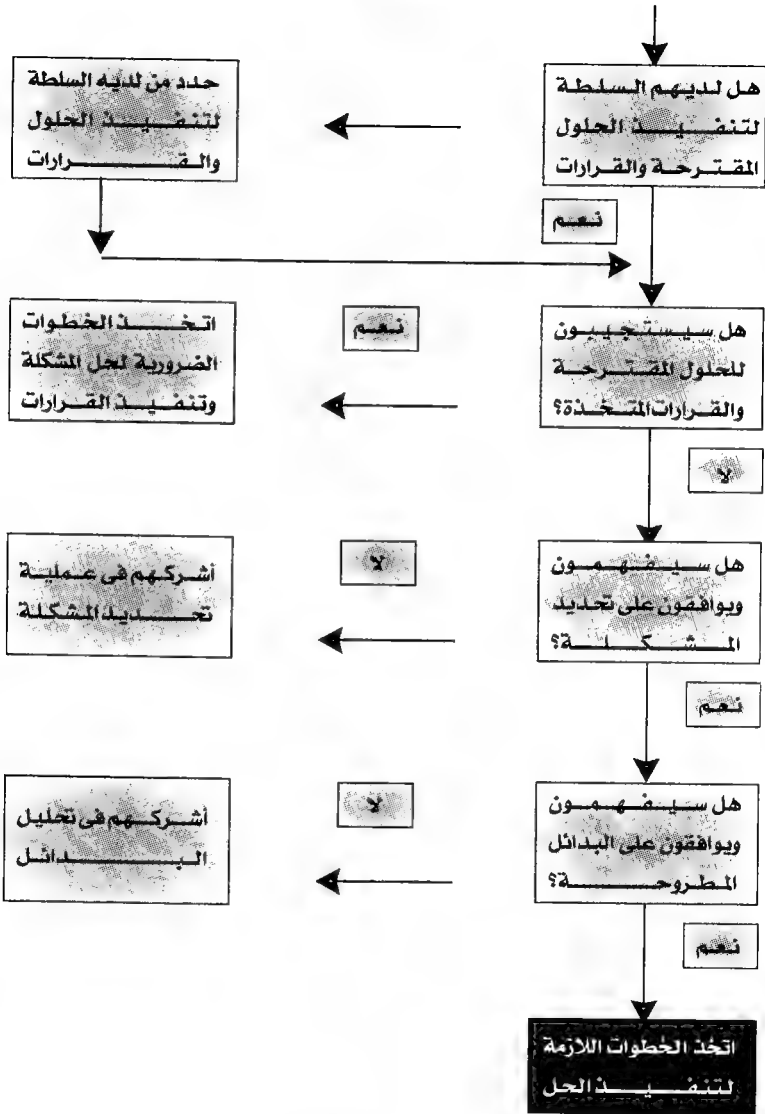 هل لديهم السلطة
لتنفيذ الحلول
المقترحة والقرارات
حدد من لديه السلطة
لتنفيذ الحلول
والقرارات
نعم
هل سيستجيبون
للحلول المقترحة
والقرارات المتخذة؟
نعم
اتخذ الخطوات
الضرورية لحل المشكلة
وتنفيذ القرارات
لا
هل سيفهمون
ويوافقون على تحديد
المشكلة؟
لا
أشركهم فى عملية
تحديد المشكلة
نعم
هل سيفهمون
ويوافقون على البدائل
المطروحة؟
لا
أشركهم فى تحليل
البدائل
نعم
اتخذ الخطوات اللازمة
لتنفيذ الحل